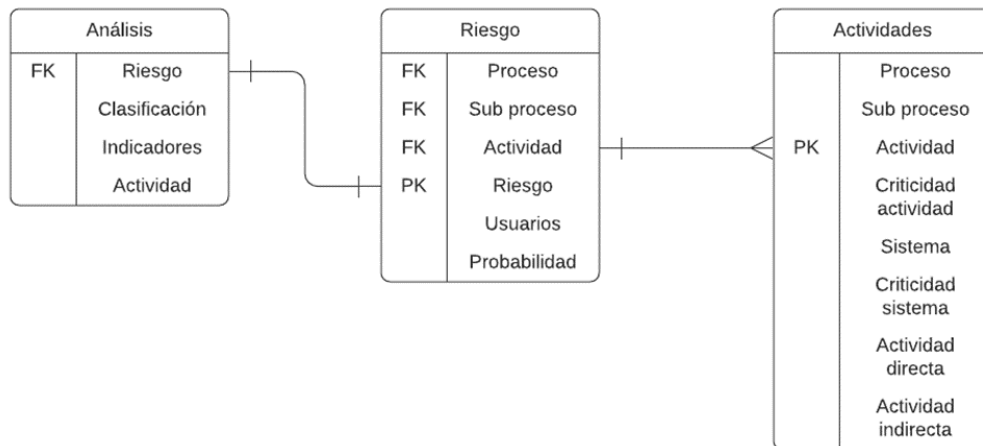 Análisis
FK Riesgo
Clasificación
Indicadores
Actividad
Riesgo
FK Proceso
FK Sub proceso
FK Actividad
PK Riesgo
Usuarios
Probabilidad
Actividades
Proceso
Sub proceso
PK Actividad
Criticidad
actividad
Sistema
Criticidad
sistema
Actividad
directa
Actividad
indirecta